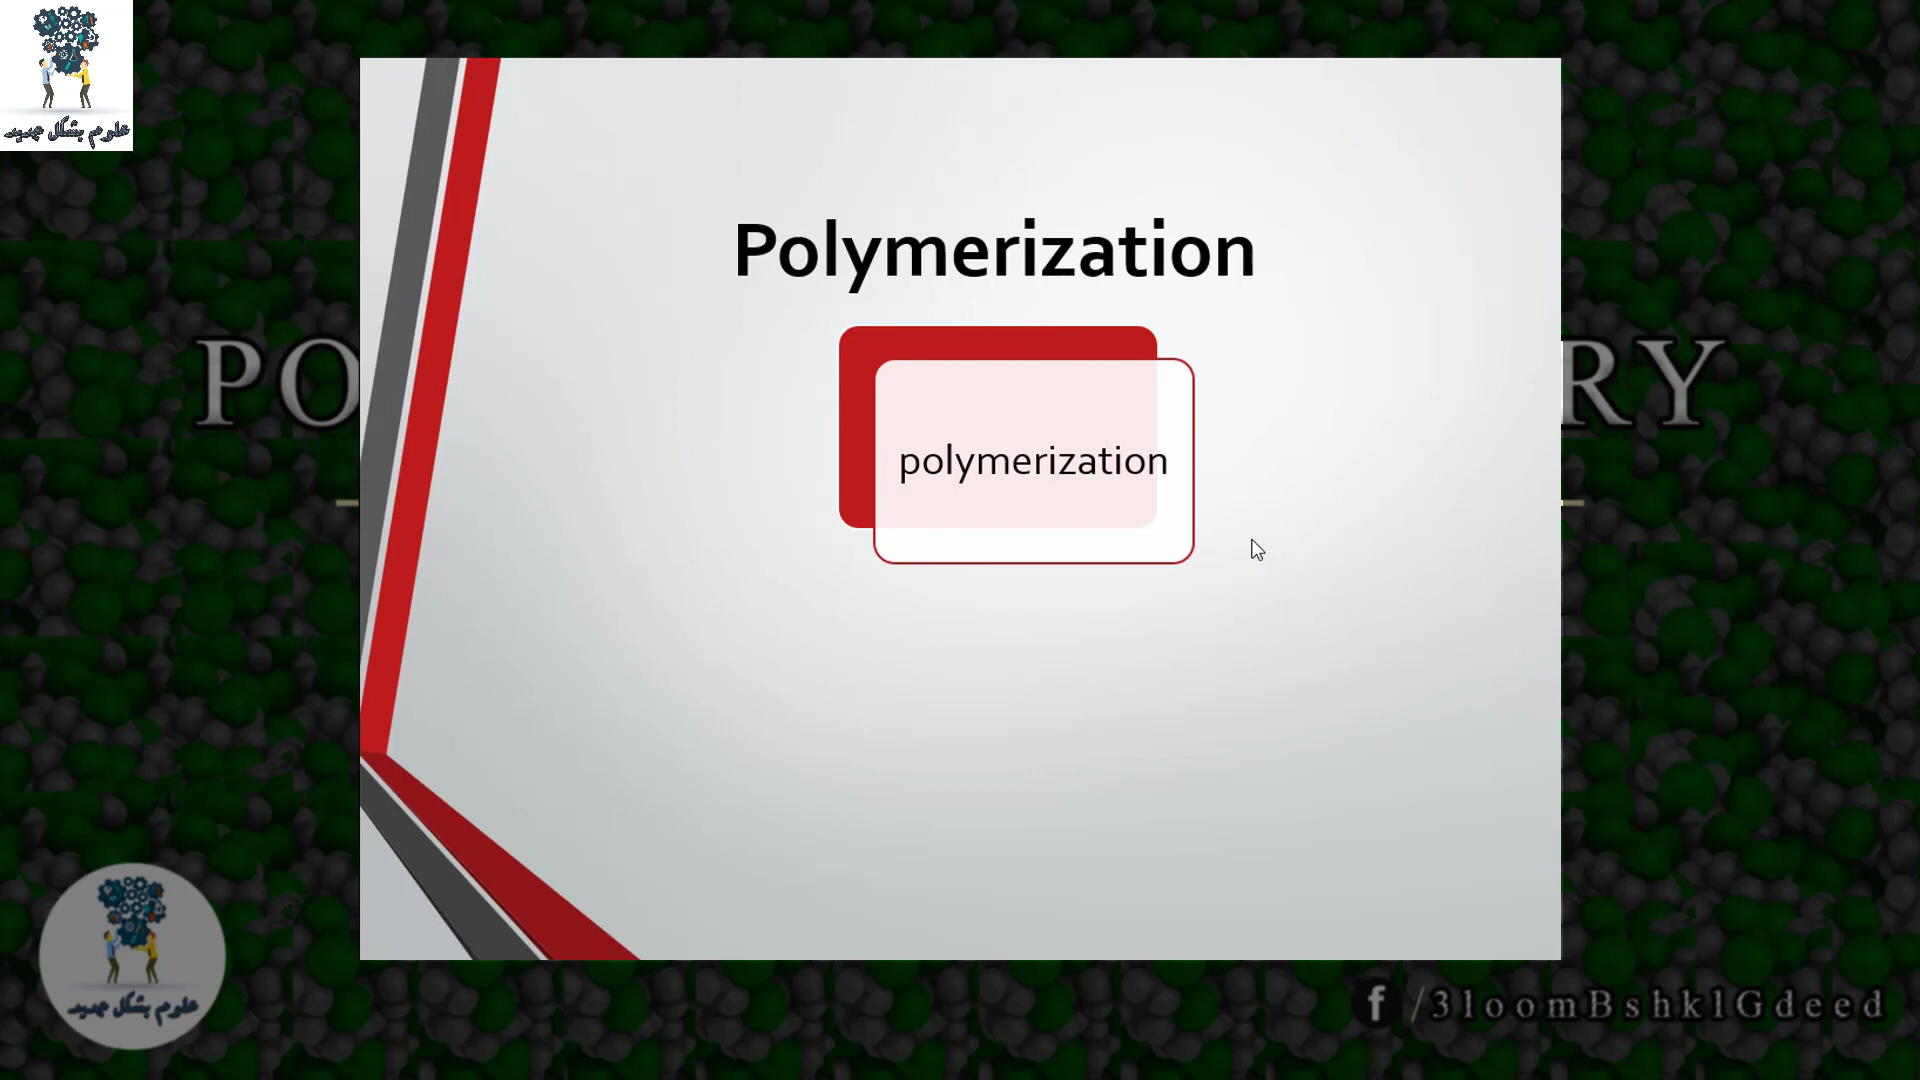 علوم بشكل جديد
Polymerization
polymerization
PO
RY
علوم بشكل جديد
f /3loomBshklGdeed